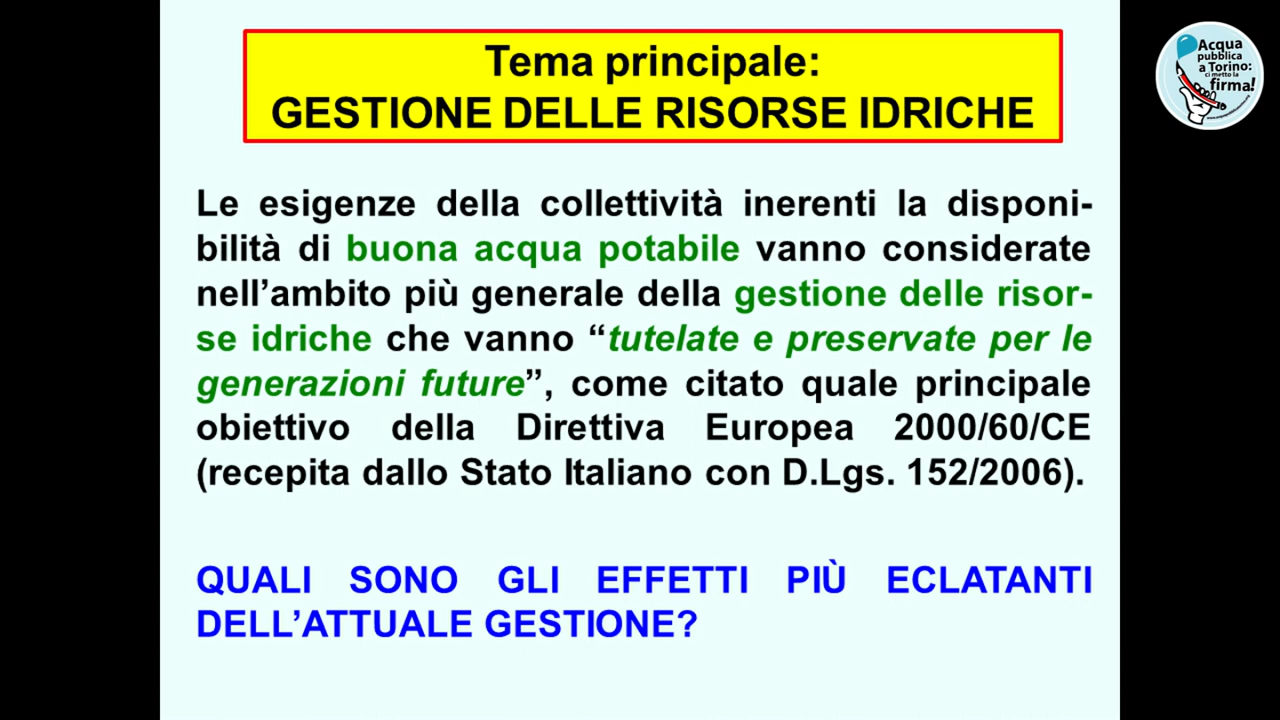 Tema principale:
GESTIONE DELLE RISORSE IDRICHE
Acqua
pubblica
a Torino:
ci metto la
firma!
Le esigenze della collettività inerenti la disponi-
bilità di buona acqua potabile vanno considerate
nell’ambito più generale della gestione delle risor-
se idriche che vanno “tutelate e preservate per le
generazioni future”, come citato quale principale
obiettivo della Direttiva Europea 2000/60/CE
(recepita dallo Stato Italiano con D.Lgs. 152/2006).
QUALI SONO GLI EFFETTI PIÙ ECLATANTI
DELL’ATTUALE GESTIONE?